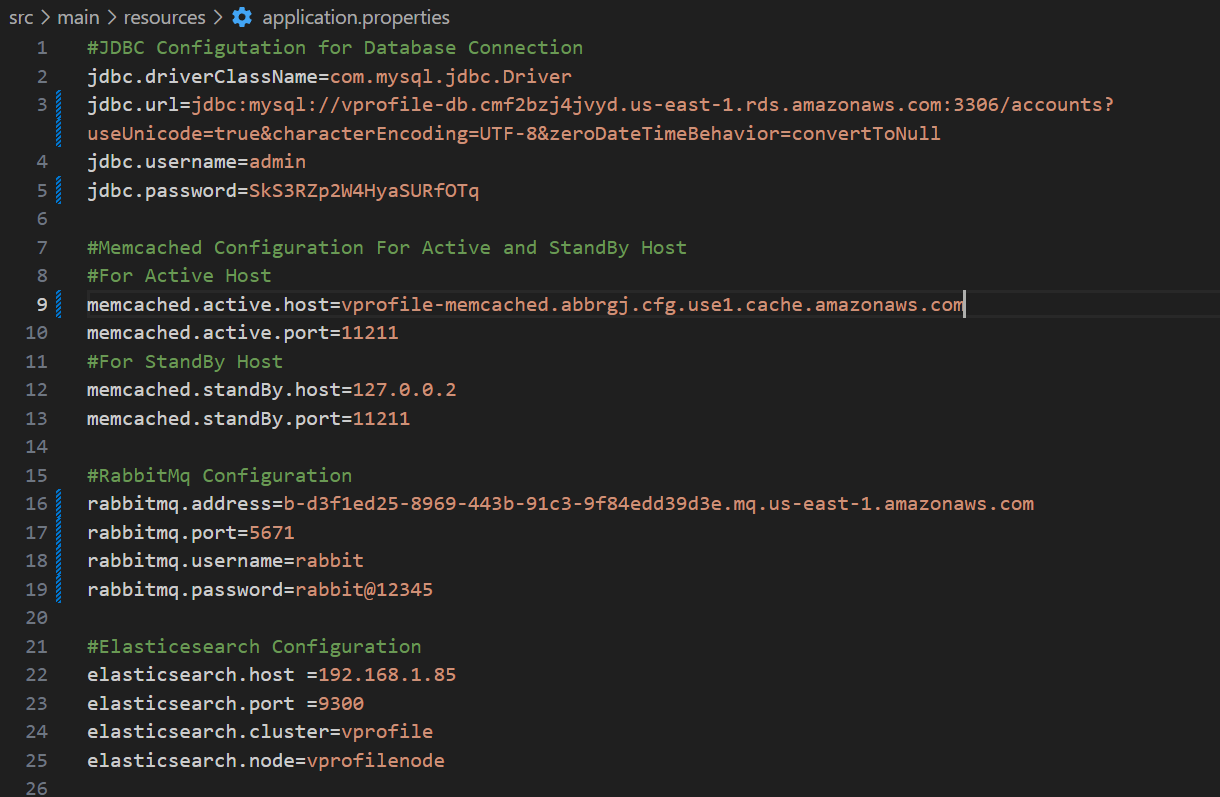 src > main > resources > application.properties
1 #JDBC Configutation for Database Connection
2 jdbc.driverClassName=com.mysql.jdbc.Driver
3 jdbc.url=jdbc:mysql://vprofile-db.cmf2bzj4jvyd.us-east-1.rds.amazonaws.com:3306/accounts?
useUnicode=true&characterEncoding=UTF-8&zeroDateTimeBehavior=convertToNull
4 jdbc.username=admin
5 jdbc.password=SkS3RZp2W4HyaSURfOTq
6
7 #Memcached Configuration For Active and StandBy Host
8 #For Active Host
9 memcached.active.host=vprofile-memcached.abbrgj.cfg.use1.cache.amazonaws.com
10 memcached.active.port=11211
11 #For StandBy Host
12 memcached.standBy.host=127.0.0.2
13 memcached.standBy.port=11211
14
15 #RabbitMq Configuration
16 rabbitmq.address=b-d3f1ed25-8969-443b-91c3-9f84edd39d3e.mq.us-east-1.amazonaws.com
17 rabbitmq.port=5671
18 rabbitmq.username=rabbit
19 rabbitmq.password=rabbit@12345
20
21 #Elasticesearch Configuration
22 elasticsearch.host =192.168.1.85
23 elasticsearch.port =9300
24 elasticsearch.cluster=vprofile
25 elasticsearch.node=vprofilenode
26